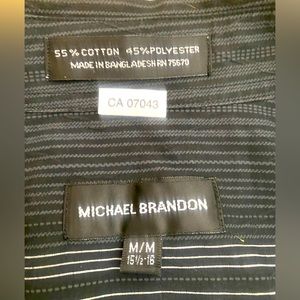 55% COTTON 45% POLYESTER
MADE IN BANGLADESH RN 75670
CA 07043
MICHAEL BRANDON
M/M
15½-16